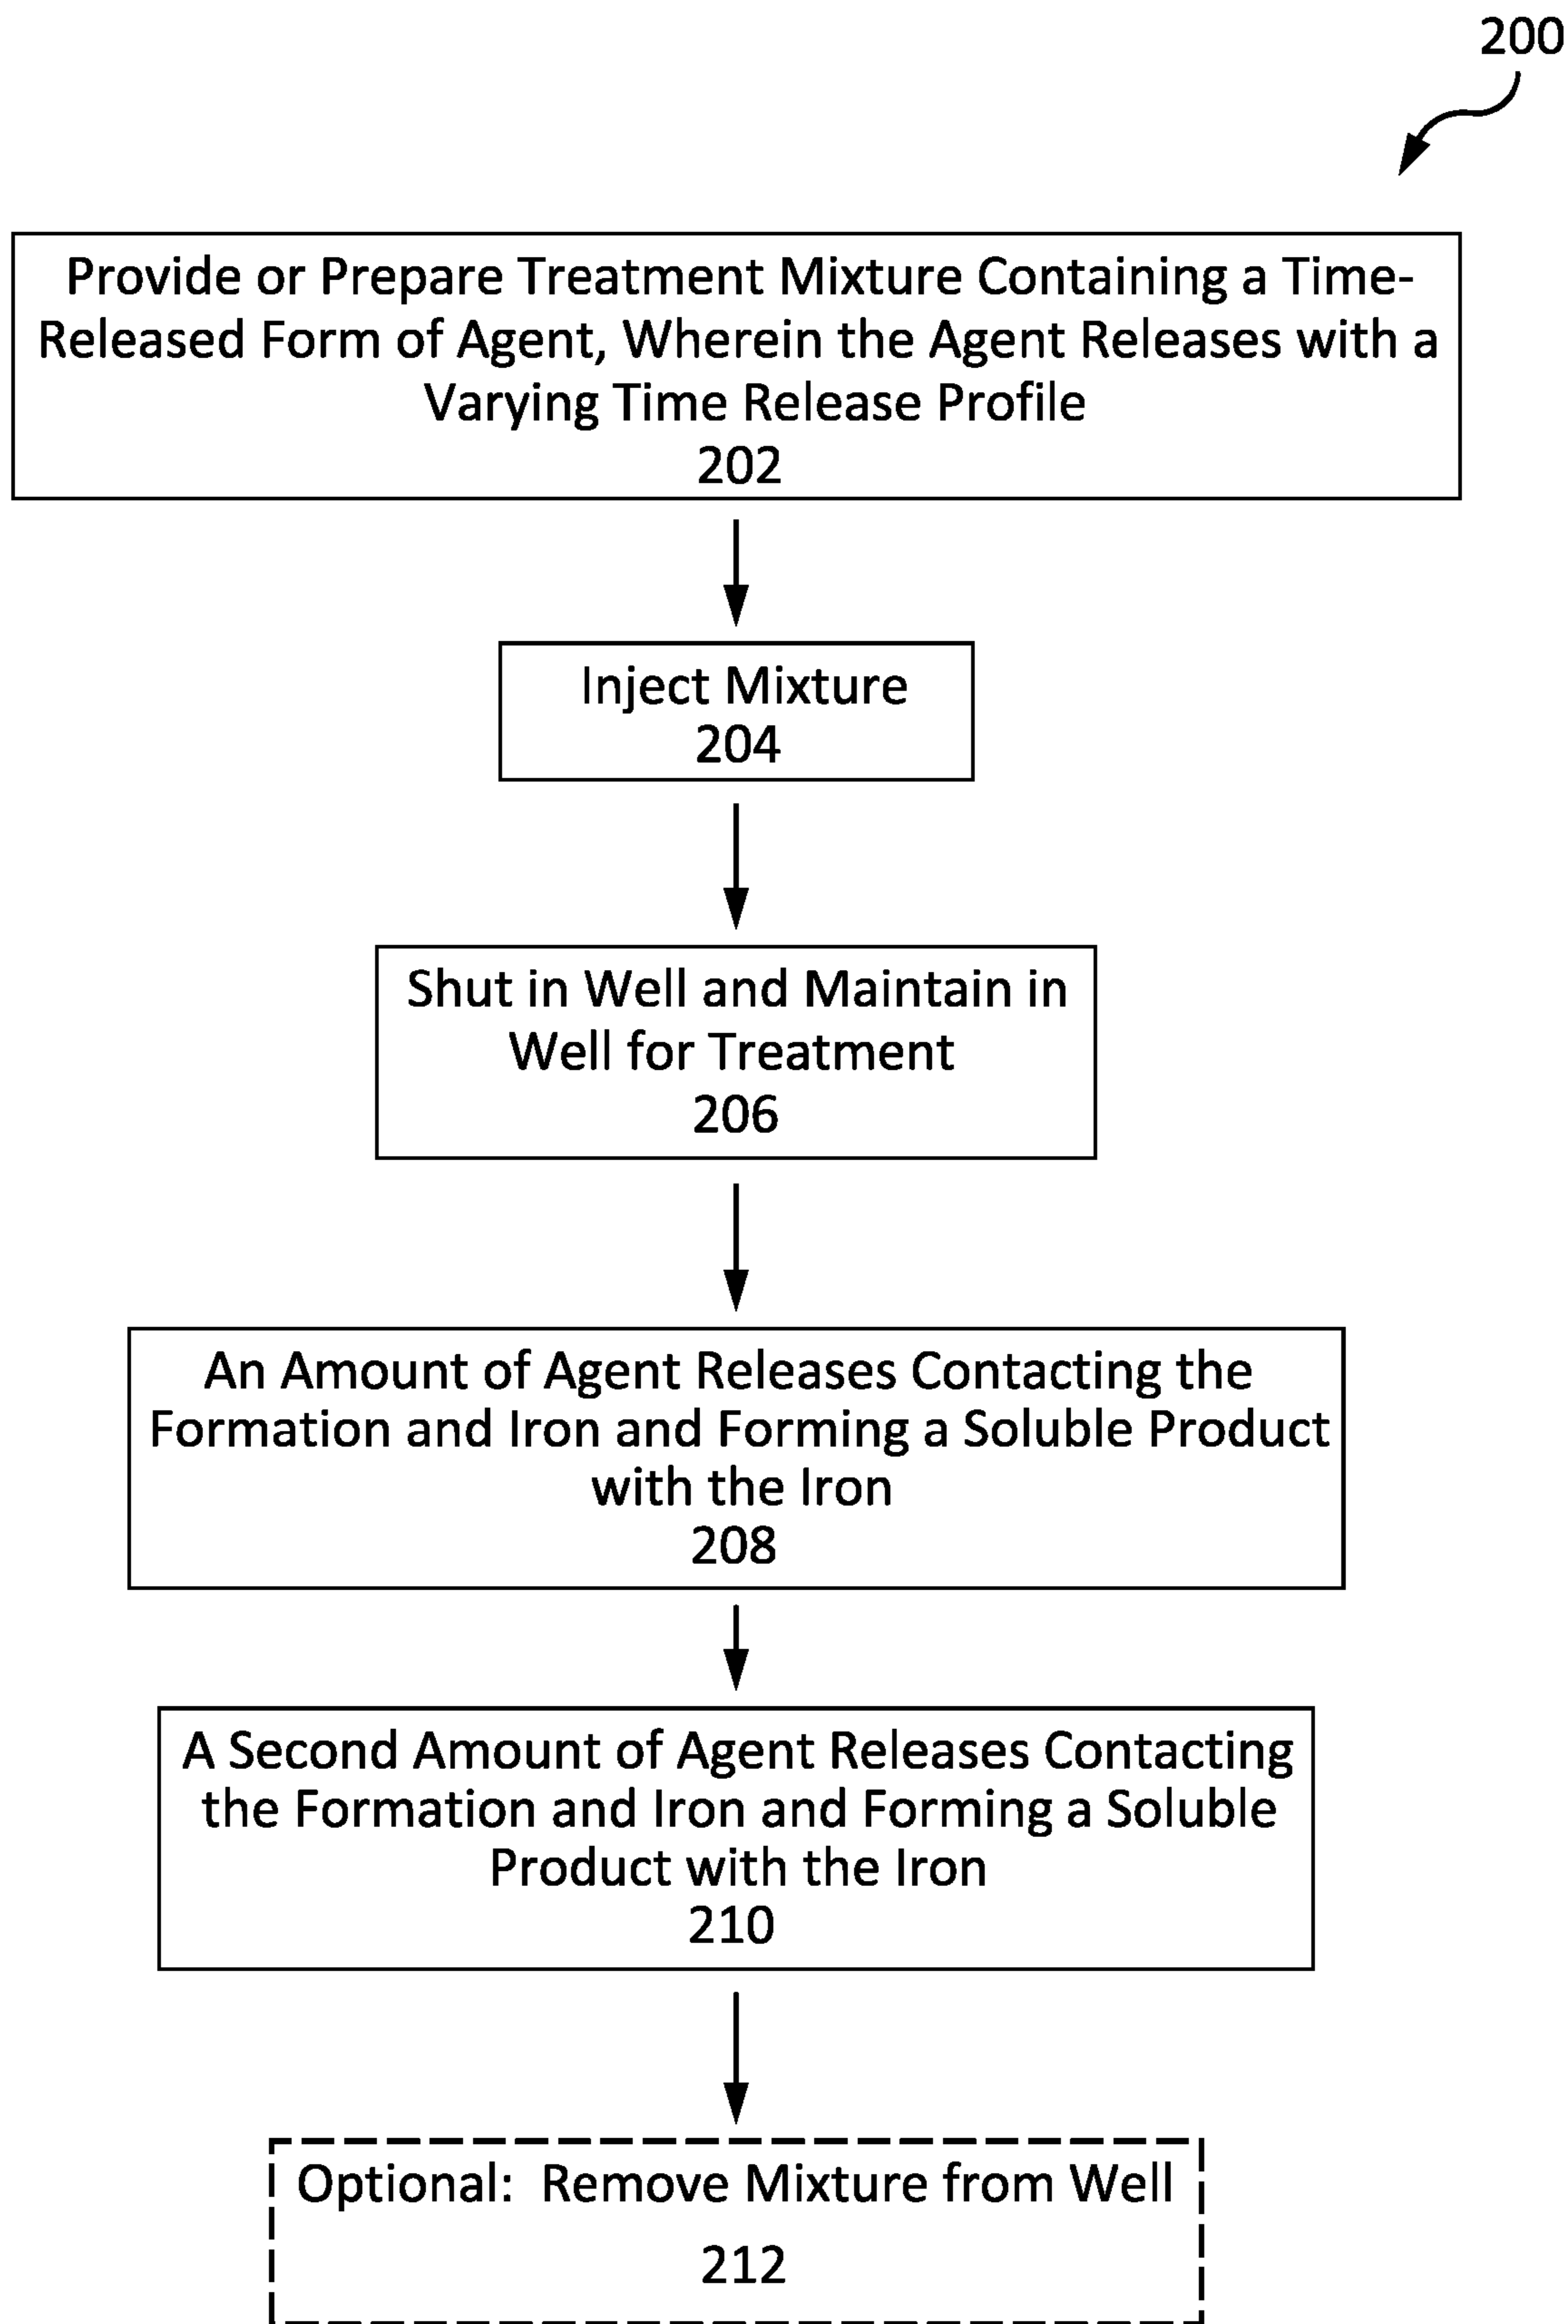 200
Provide or Prepare Treatment Mixture Containing a Time-
Released Form of Agent, Wherein the Agent Releases with a
Varying Time Release Profile
202
Inject Mixture
204
Shut in Well and Maintain in
Well for Treatment
206
An Amount of Agent Releases Contacting the
Formation and Iron and Forming a Soluble Product
with the Iron
208
A Second Amount of Agent Releases Contacting
the Formation and Iron and Forming a Soluble
Product with the Iron
210
Optional: Remove Mixture from Well
212